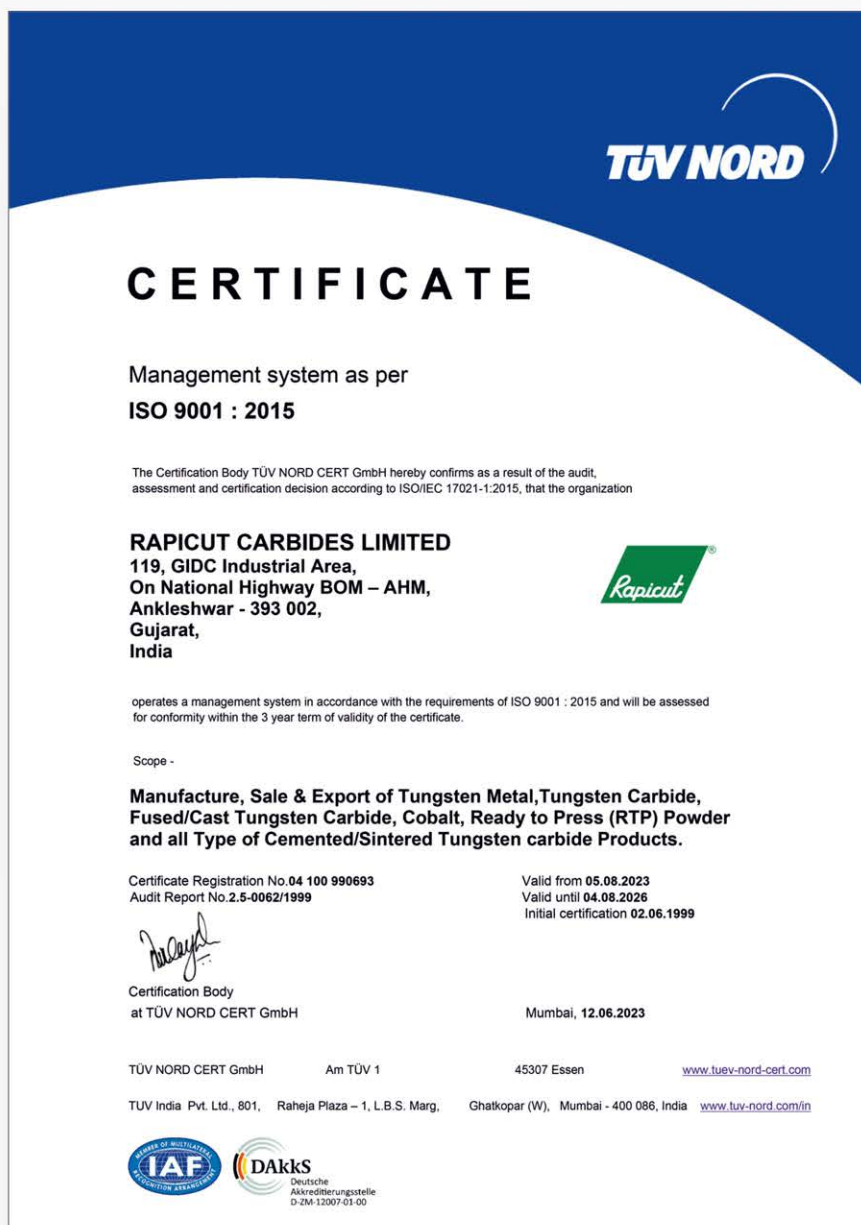 TÜV NORD
CERTIFICATE
Management system as per
ISO 9001 : 2015
The Certification Body TÜV NORD CERT GmbH hereby confirms as a result of the audit,
assessment and certification decision according to ISO/IEC 17021-1:2015, that the organization
RAPICUT CARBIDES LIMITED
119, GIDC Industrial Area,
On National Highway BOM – AHM,
Ankleshwar - 393 002,
Gujarat,
India
Rapicut®
operates a management system in accordance with the requirements of ISO 9001 : 2015 and will be assessed
for conformity within the 3 year term of validity of the certificate.
Scope -
Manufacture, Sale & Export of Tungsten Metal,Tungsten Carbide,
Fused/Cast Tungsten Carbide, Cobalt, Ready to Press (RTP) Powder
and all Type of Cemented/Sintered Tungsten carbide Products.
Certificate Registration No.04 100 990693 Valid from 05.08.2023
Audit Report No.2.5-0062/1999 Valid until 04.08.2026
Initial certification 02.06.1999
Certification Body
at TÜV NORD CERT GmbH Mumbai, 12.06.2023
TÜV NORD CERT GmbH Am TÜV 1 45307 Essen www.tuev-nord-cert.com
TUV India Pvt. Ltd., 801, Raheja Plaza – 1, L.B.S. Marg, Ghatkopar (W), Mumbai - 400 086, India www.tuv-nord.com/in
MEMBER OF MULTILATERAL
IAF
RECOGNITION ARRANGEMENT
DAkkS
Deutsche
Akkreditierungsstelle
D-ZM-12007-01-00